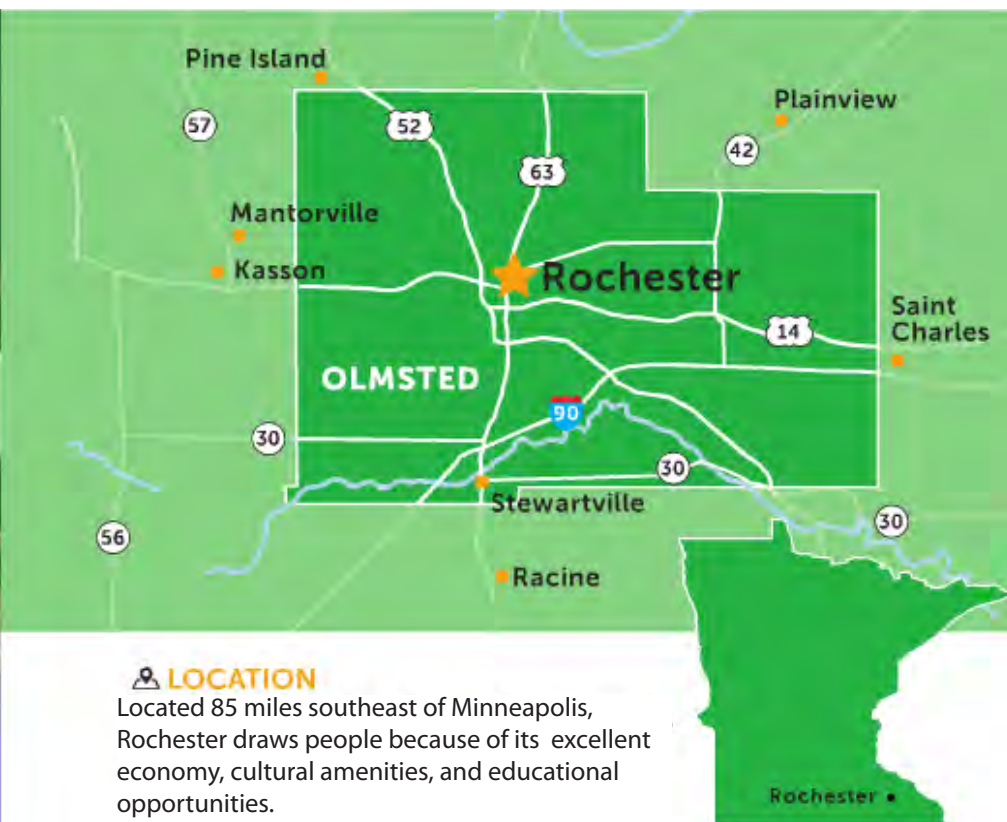 Pine Island
57
52
Plainview
63
42
Mantorville
Kasson
Rochester
Saint
Charles
14
OLMSTED
90
30
30
Stewartville
30
56
Racine
LOCATION
Located 85 miles southeast of Minneapolis,
Rochester draws people because of its excellent
economy, cultural amenities, and educational
opportunities.
Rochester